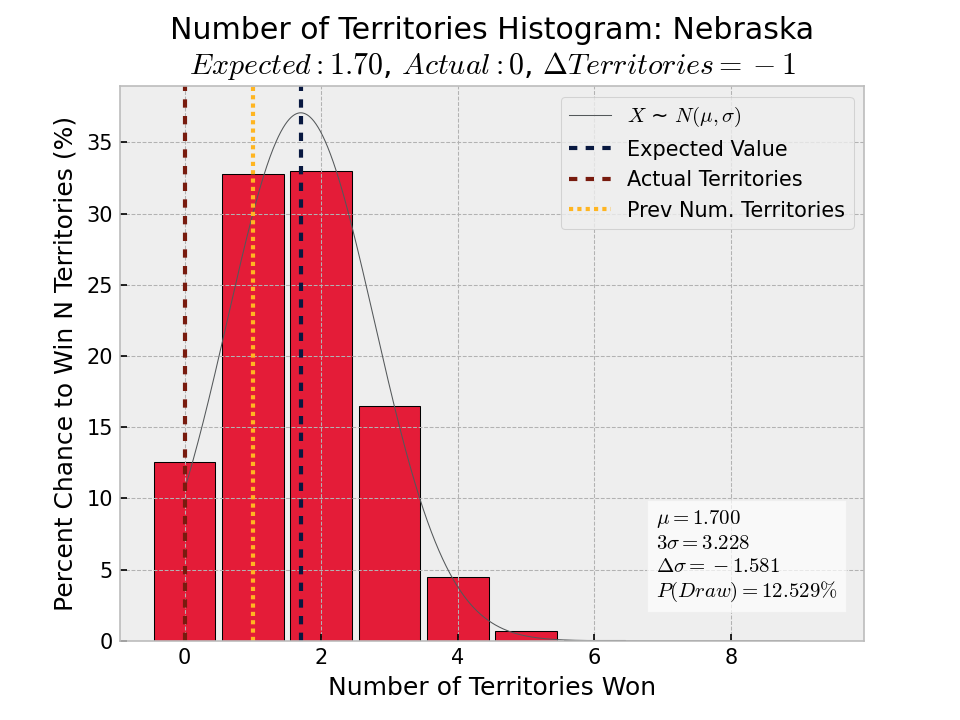 Number of Territories Histogram: Nebraska
Expected : 1.70, Actual : 0, ΔTerritories = −1
Percent Chance to Win N Territories (%)
35
30
25
20
15
10
5
0
X ~ N(μ, σ)
Expected Value
Actual Territories
Prev Num. Territories
μ = 1.700
3σ = 3.228
Δσ = −1.581
P(Draw) = 12.529%
0 2 4 6 8
Number of Territories Won